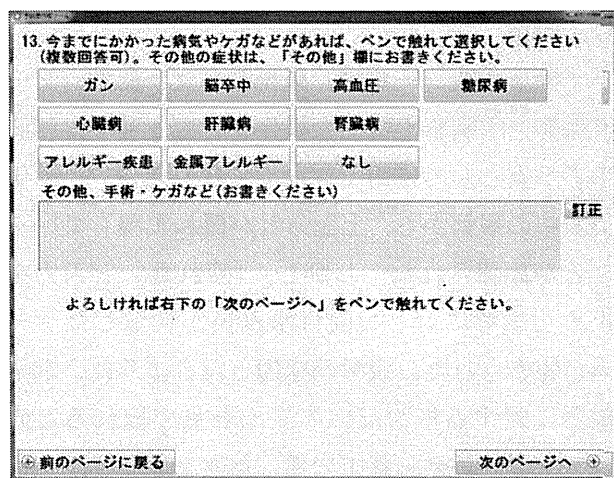 13. 今までにかかった病気やケガなどがあれば、ペンで触れて選択してください
(複数回答可)。その他の症状は、「その他」欄にお書きください。
ガン 脳卒中 高血圧 糖尿病
心臓病 肝臓病 腎臓病
アレルギー疾患 金属アレルギー なし
その他、手術・ケガなど(お書きください)
訂正
よろしければ右下の「次のページへ」をペンで触れてください。
前のページに戻る 次のページへ